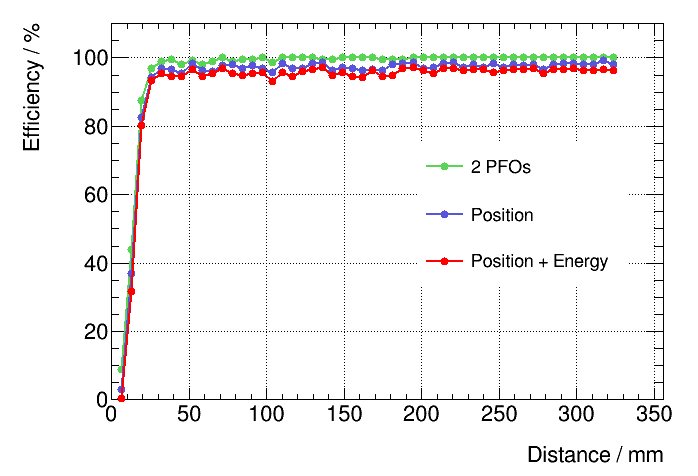 Efficiency / %
100
80
60
40
20
0
2 PFOs
Position
Position + Energy
0 50 100 150 200 250 300 350
Distance / mm